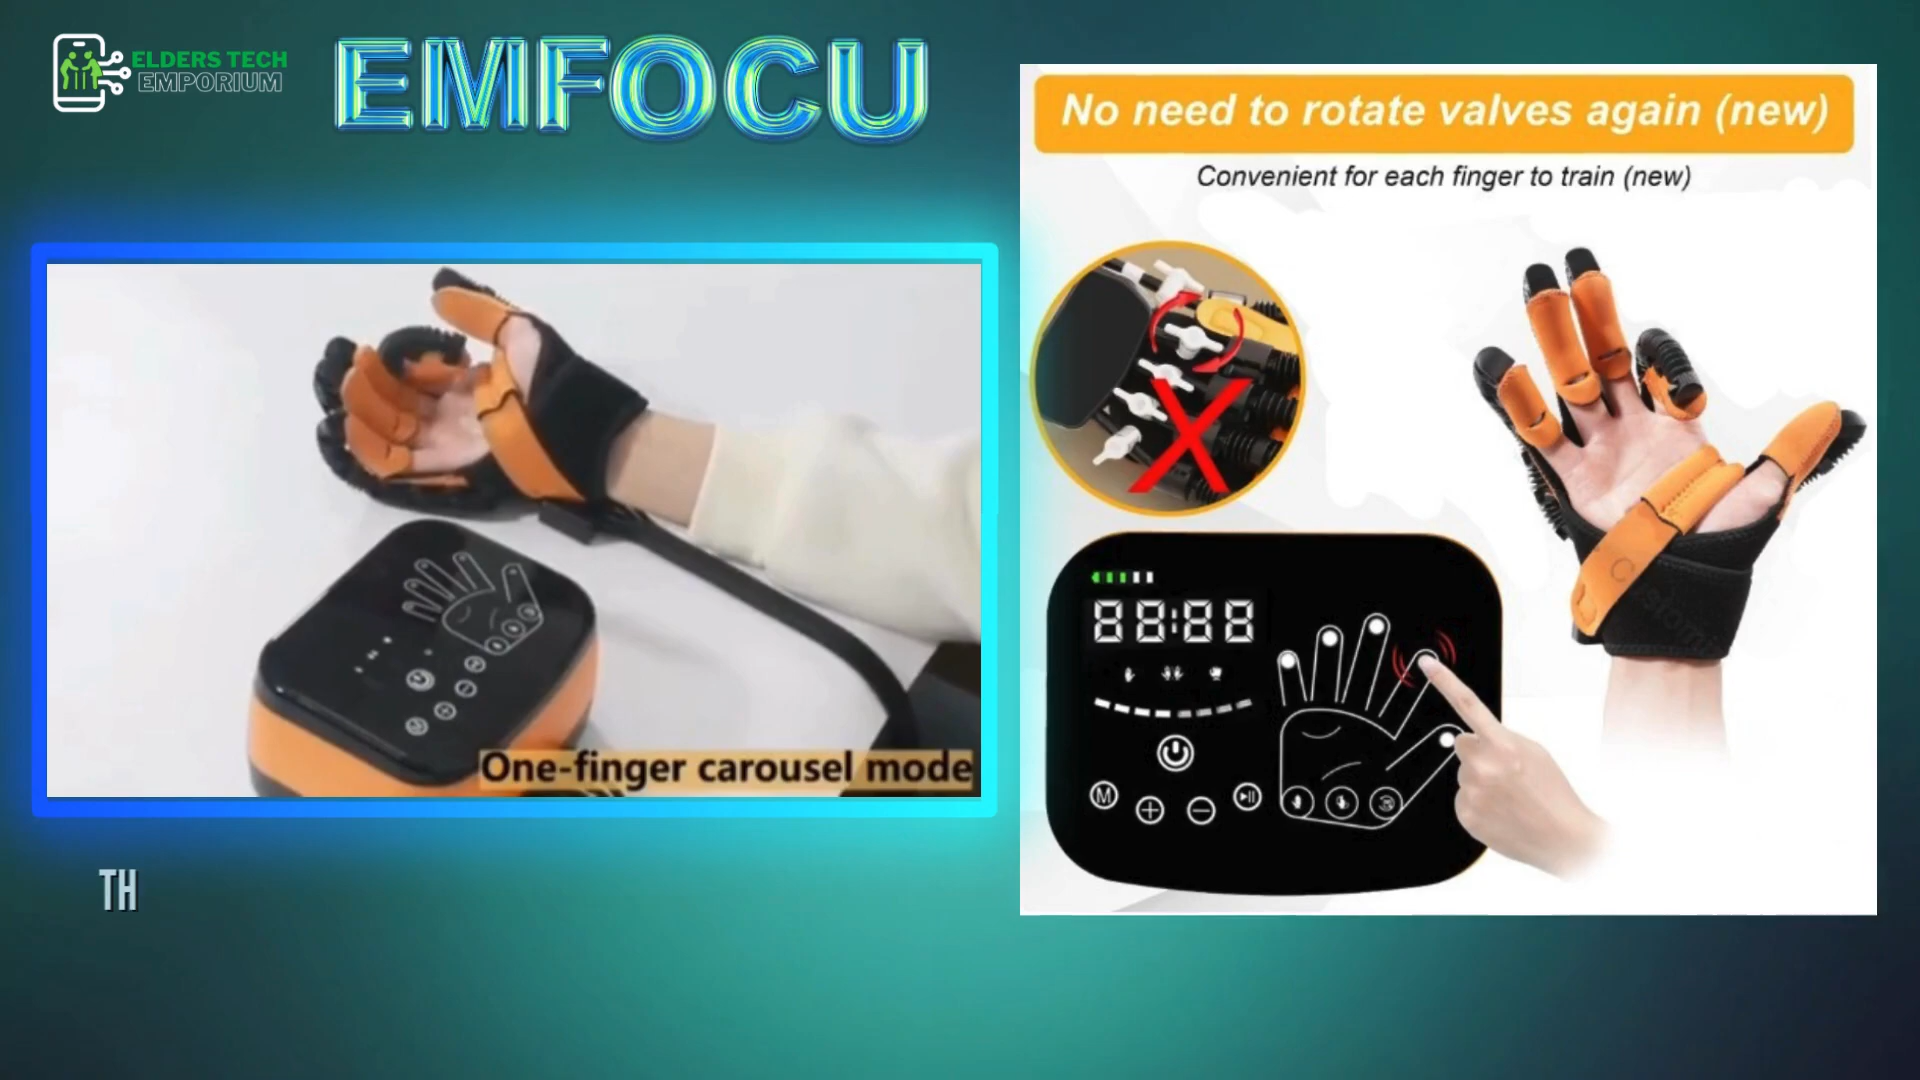 ELDERS TECH
EMPORIUM
EMFOCU
No need to rotate valves again (new)
Convenient for each finger to train (new)
88:88
M
One-finger carousel mode
TH